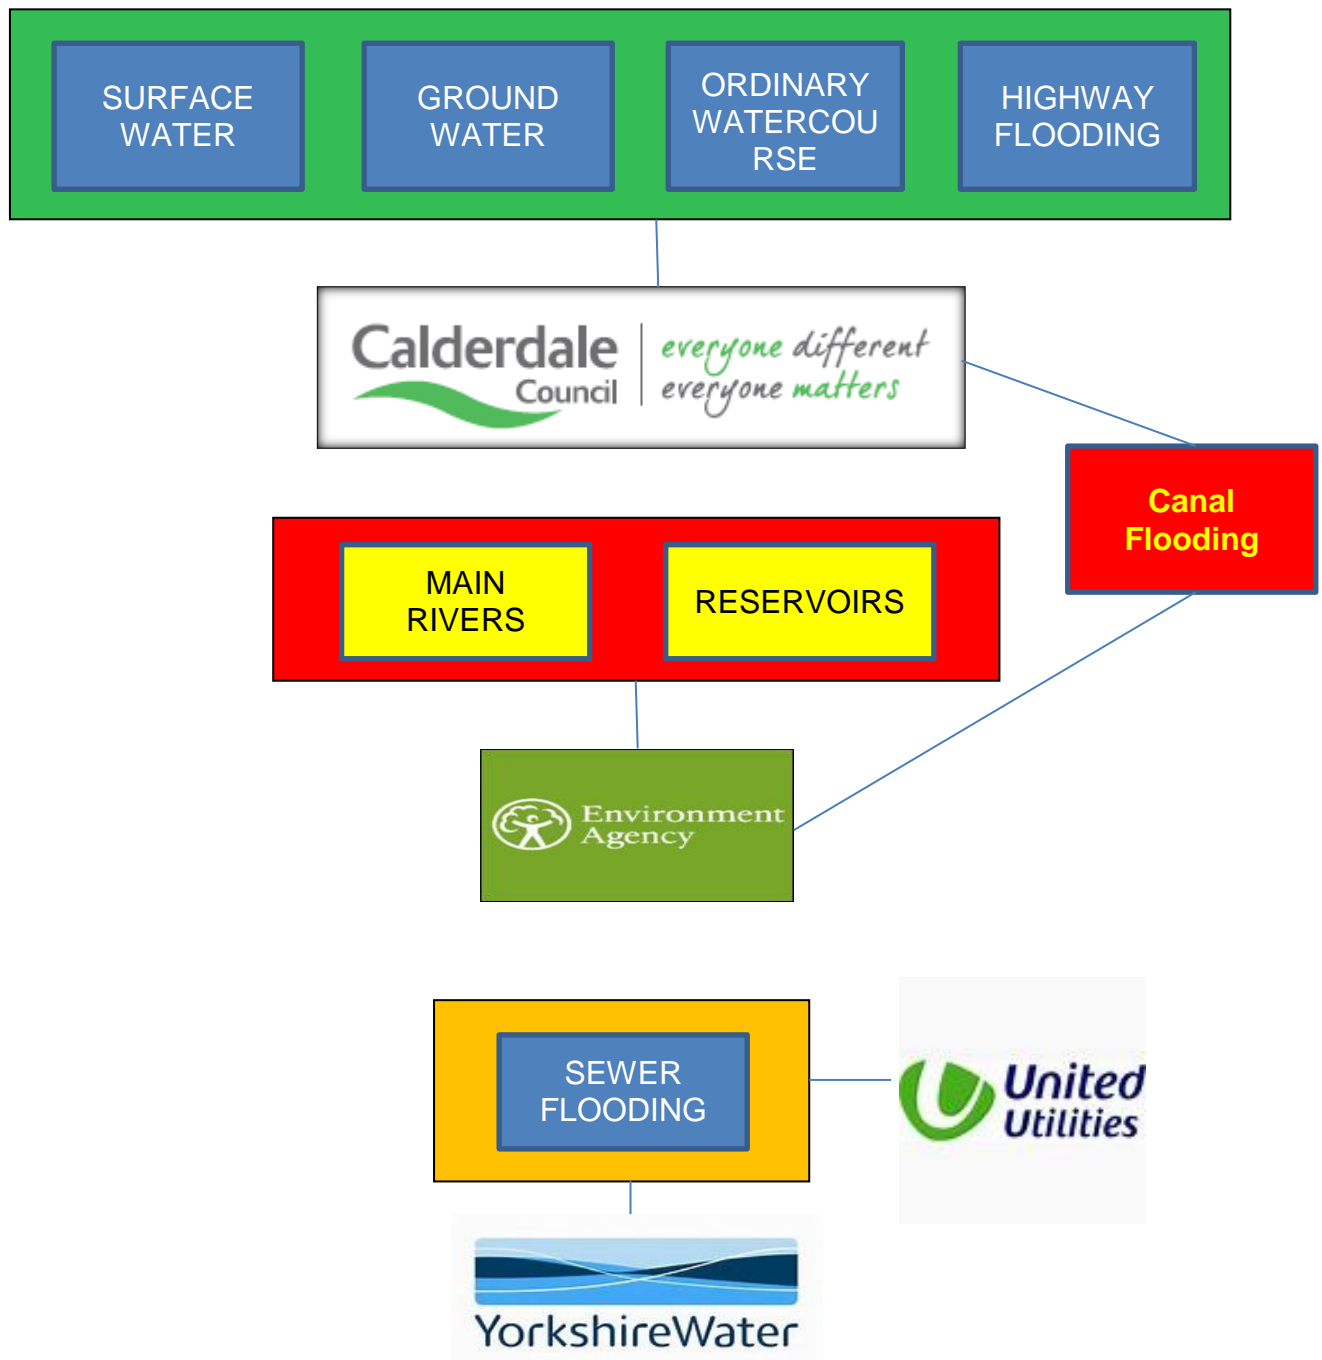 SURFACE
WATER
GROUND
WATER
ORDINARY
WATERCOU
RSE
HIGHWAY
FLOODING
Calderdale
Council
everyone different
everyone matters
Canal
Flooding
MAIN
RIVERS
RESERVOIRS
Environment
Agency
SEWER
FLOODING
United
Utilities
YorkshireWater